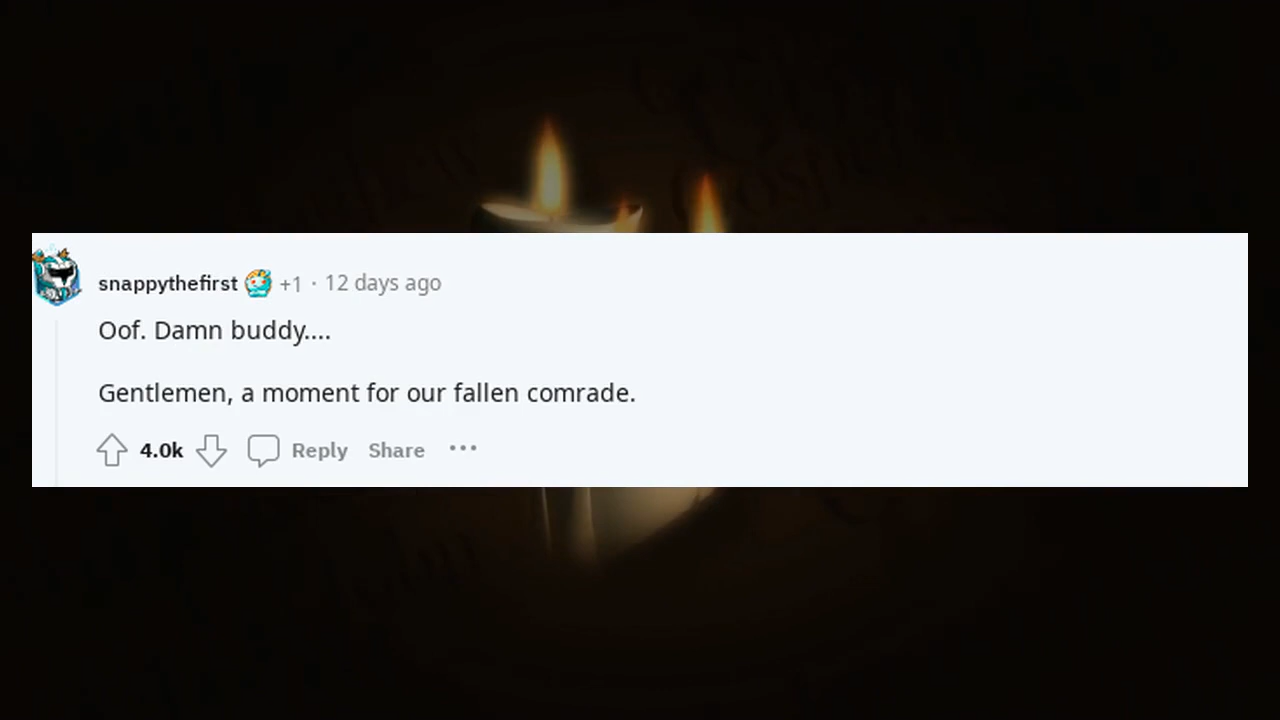 snappythefirst +1 · 12 days ago
Oof. Damn buddy....
Gentlemen, a moment for our fallen comrade.
4.0k Reply Share ···